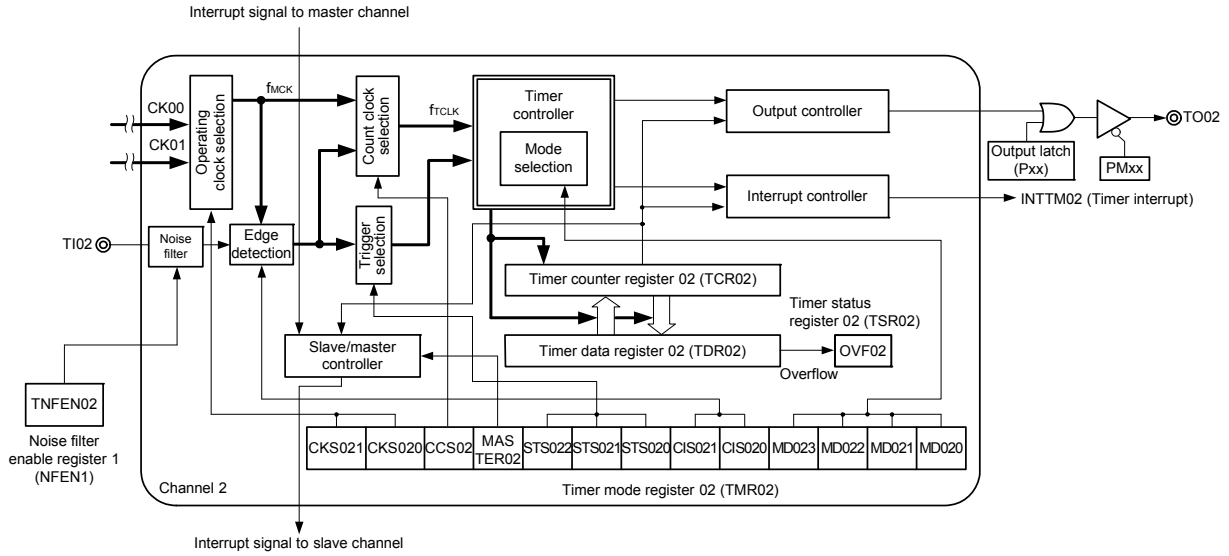 Interrupt signal to master channel
CK00
CK01
Operating
clock selection
fMCK
Count clock
selection
fTCLK
Timer
controller
Mode
selection
Output controller
TO02
Output latch
(Pxx)
PMxx
Interrupt controller
INTTM02 (Timer interrupt)
TI02
Noise
filter
Edge
detection
Trigger
selection
Timer counter register 02 (TCR02)
Timer status
register 02 (TSR02)
Slave/master
controller
Timer data register 02 (TDR02)
OVF02
Overflow
TNFEN02
Noise filter
enable register 1
(NFEN1)
CKS021 CKS020 CCS02 MAS
TER02 STS022 STS021 STS020 CIS021 CIS020 MD023 MD022 MD021 MD020
Channel 2
Timer mode register 02 (TMR02)
Interrupt signal to slave channel